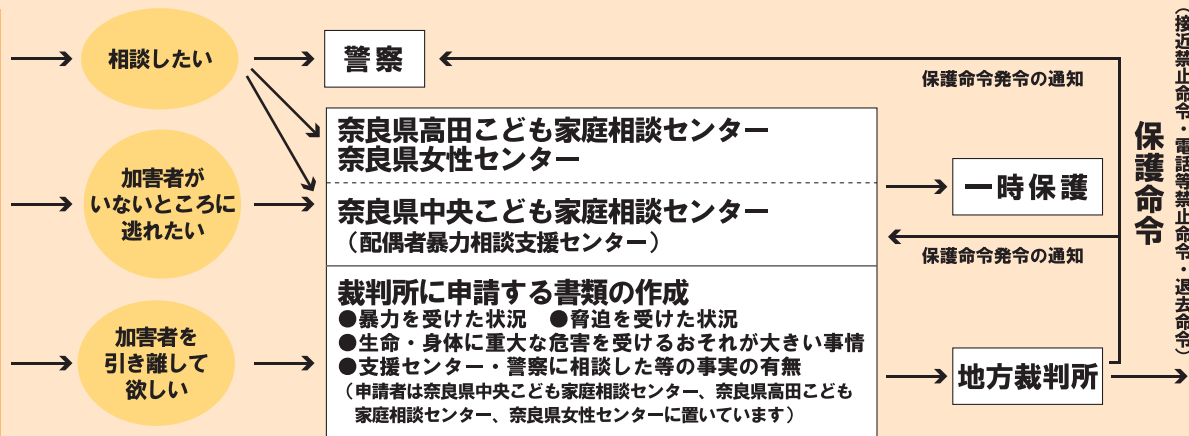 相談したい
警察
保護命令発令の通知
奈良県高田こども家庭相談センター
奈良県女性センター
加害者が
いないところに
逃れたい
奈良県中央こども家庭相談センター
（配偶者暴力相談支援センター）
一時保護
保護命令発令の通知
保護命令
（接近禁止命令・電話等禁止命令・退去命令）
加害者を
引き離して
欲しい
裁判所に申請する書類の作成
●暴力を受けた状況　●脅迫を受けた状況
●生命・身体に重大な危害を受けるおそれが大きい事情
●支援センター・警察に相談した等の事実の有無
（申請者は奈良県中央こども家庭相談センター、奈良県高田こども
家庭相談センター、奈良県女性センターに置いています）
地方裁判所